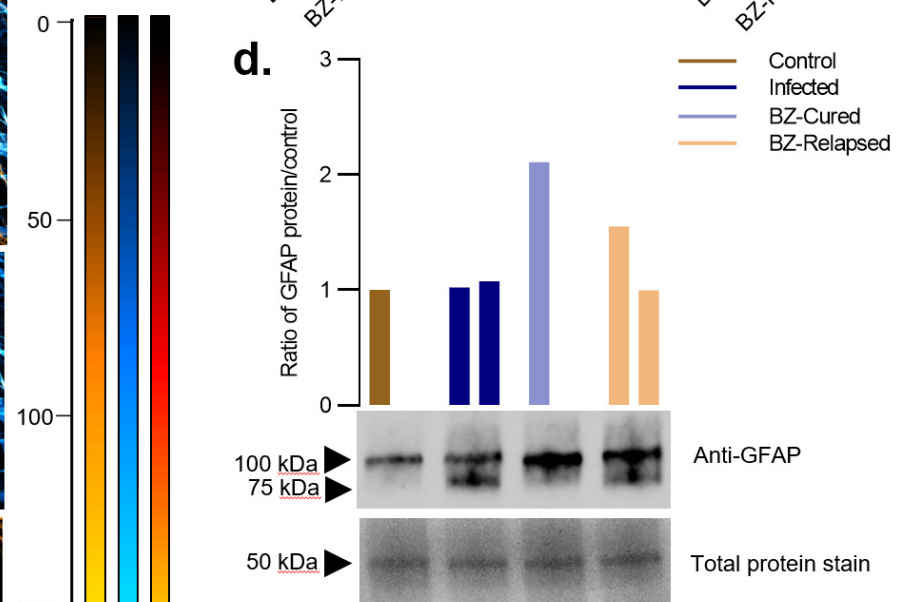 0
50
100
d.
Ratio of GFAP protein/control
3
2
1
0
Control
Infected
BZ-Cured
BZ-Relapsed
100 kDa
75 kDa
Anti-GFAP
50 kDa
Total protein stain